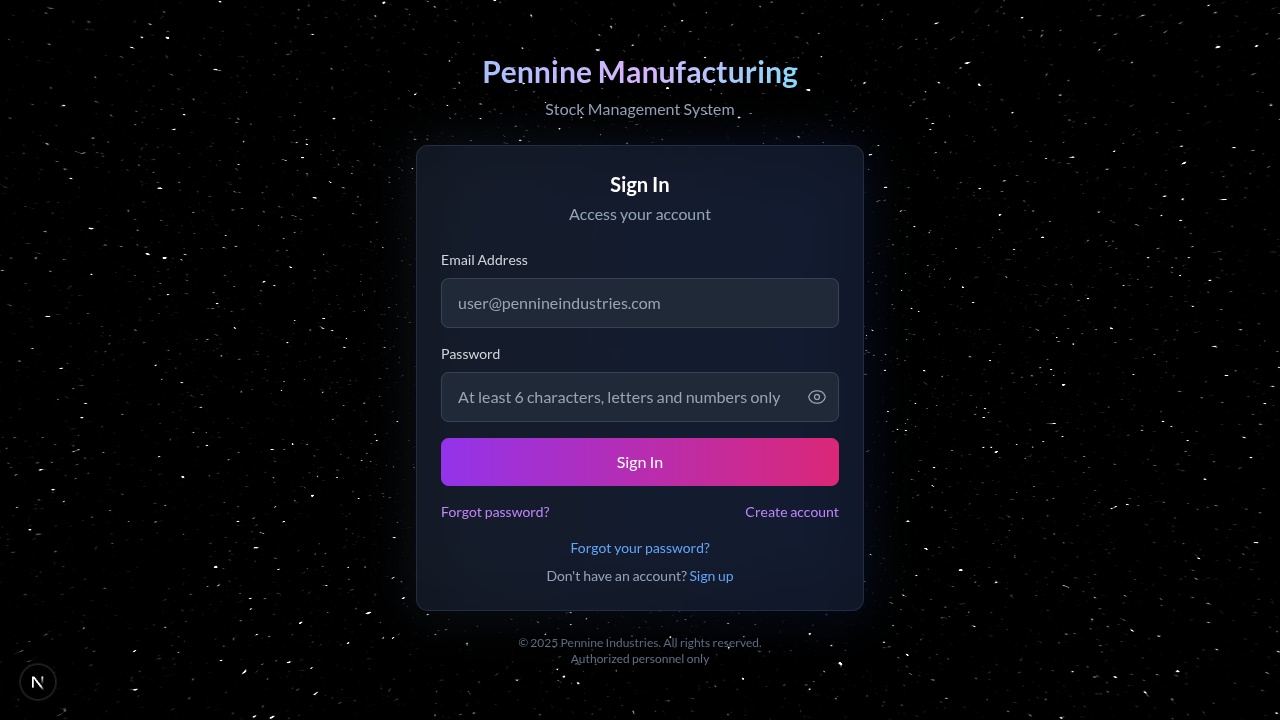 Pennine Manufacturing
Stock Management System
Sign In
Access your account
Email Address
user@pennineindustries.com
Password
At least 6 characters, letters and numbers only
Sign In
Forgot password? Create account
Forgot your password?
Don't have an account? Sign up
© 2025 Pennine Industries. All rights reserved.
Authorized personnel only
N